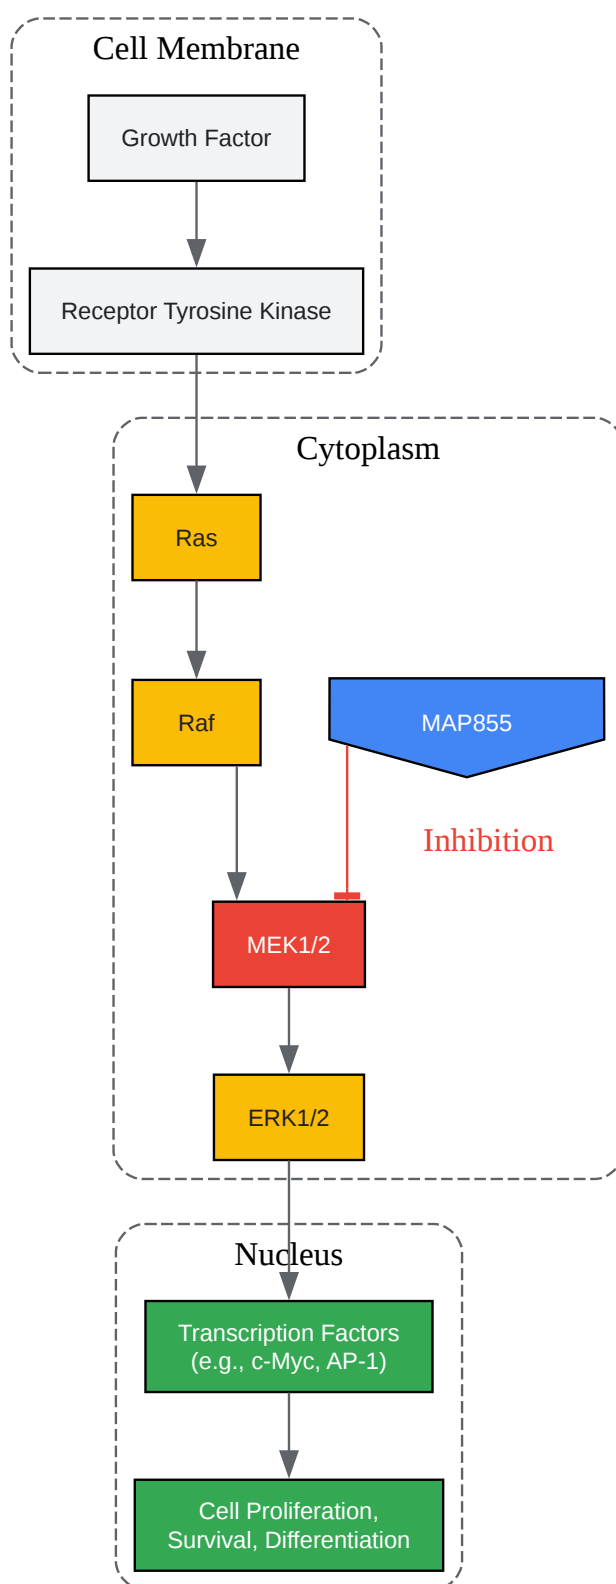 Cell Membrane
Growth Factor
Receptor Tyrosine Kinase
Cytoplasm
Ras
Raf
MAP855
Inhibition
MEK1/2
ERK1/2
Nucleus
Transcription Factors
(e.g., c-Myc, AP-1)
Cell Proliferation,
Survival, Differentiation